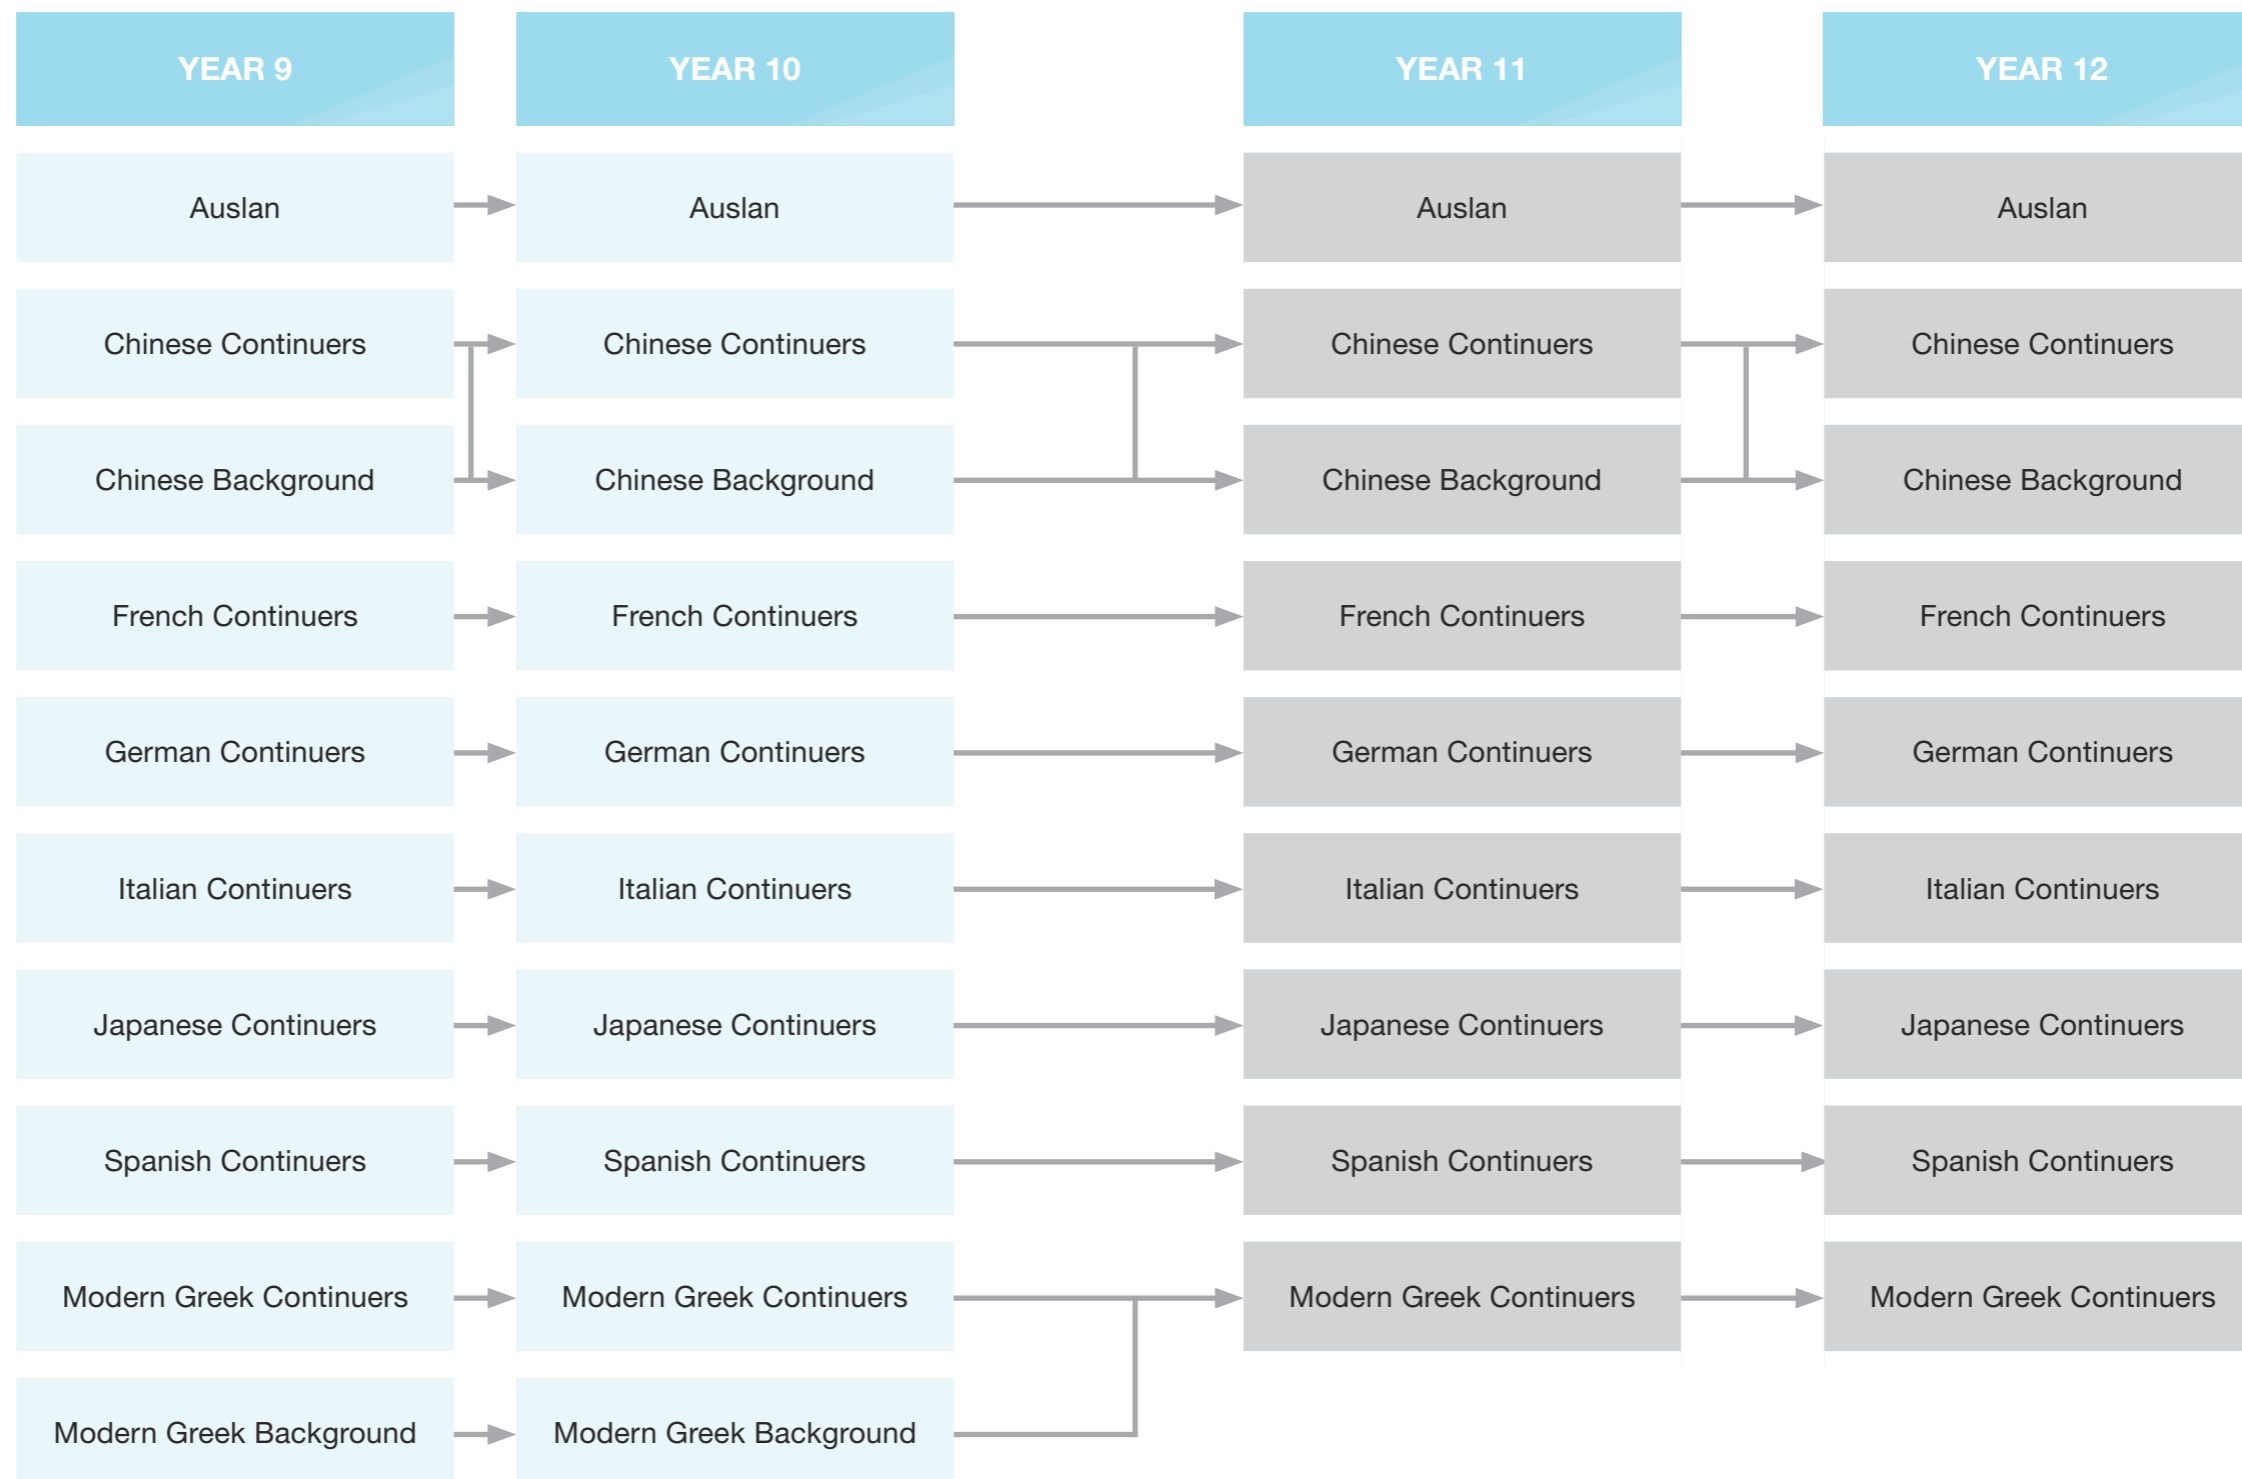 YEAR 9 YEAR 10 YEAR 11 YEAR 12
Auslan Auslan Auslan Auslan
Chinese Continuers Chinese Continuers Chinese Continuers Chinese Continuers
Chinese Background Chinese Background Chinese Background Chinese Background
French Continuers French Continuers French Continuers French Continuers
German Continuers German Continuers German Continuers German Continuers
Italian Continuers Italian Continuers Italian Continuers Italian Continuers
Japanese Continuers Japanese Continuers Japanese Continuers Japanese Continuers
Spanish Continuers Spanish Continuers Spanish Continuers Spanish Continuers
Modern Greek Continuers Modern Greek Continuers Modern Greek Continuers Modern Greek Continuers
Modern Greek Background Modern Greek Background